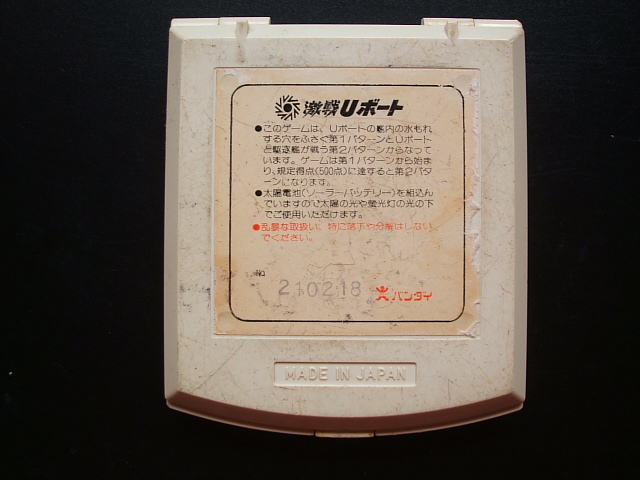 激戦Uボート
●このゲームは、Uボートの艦内の水もれ
する穴をふさぐ第1パターンとUボート
と駆逐艦が戦う第2パターンからなって
います。ゲームは第1パターンから始ま
り、規定得点(500点)に達すると第2パタ
ーンになります。
●太陽電池(ソーラーバッテリー)を組込ん
でいますので太陽の光や螢光灯の光の下
でご使用いただけます。
●乱暴な取扱い、特に落下や分解はしない
でください。
No
210218 バンダイ
MADE IN JAPAN